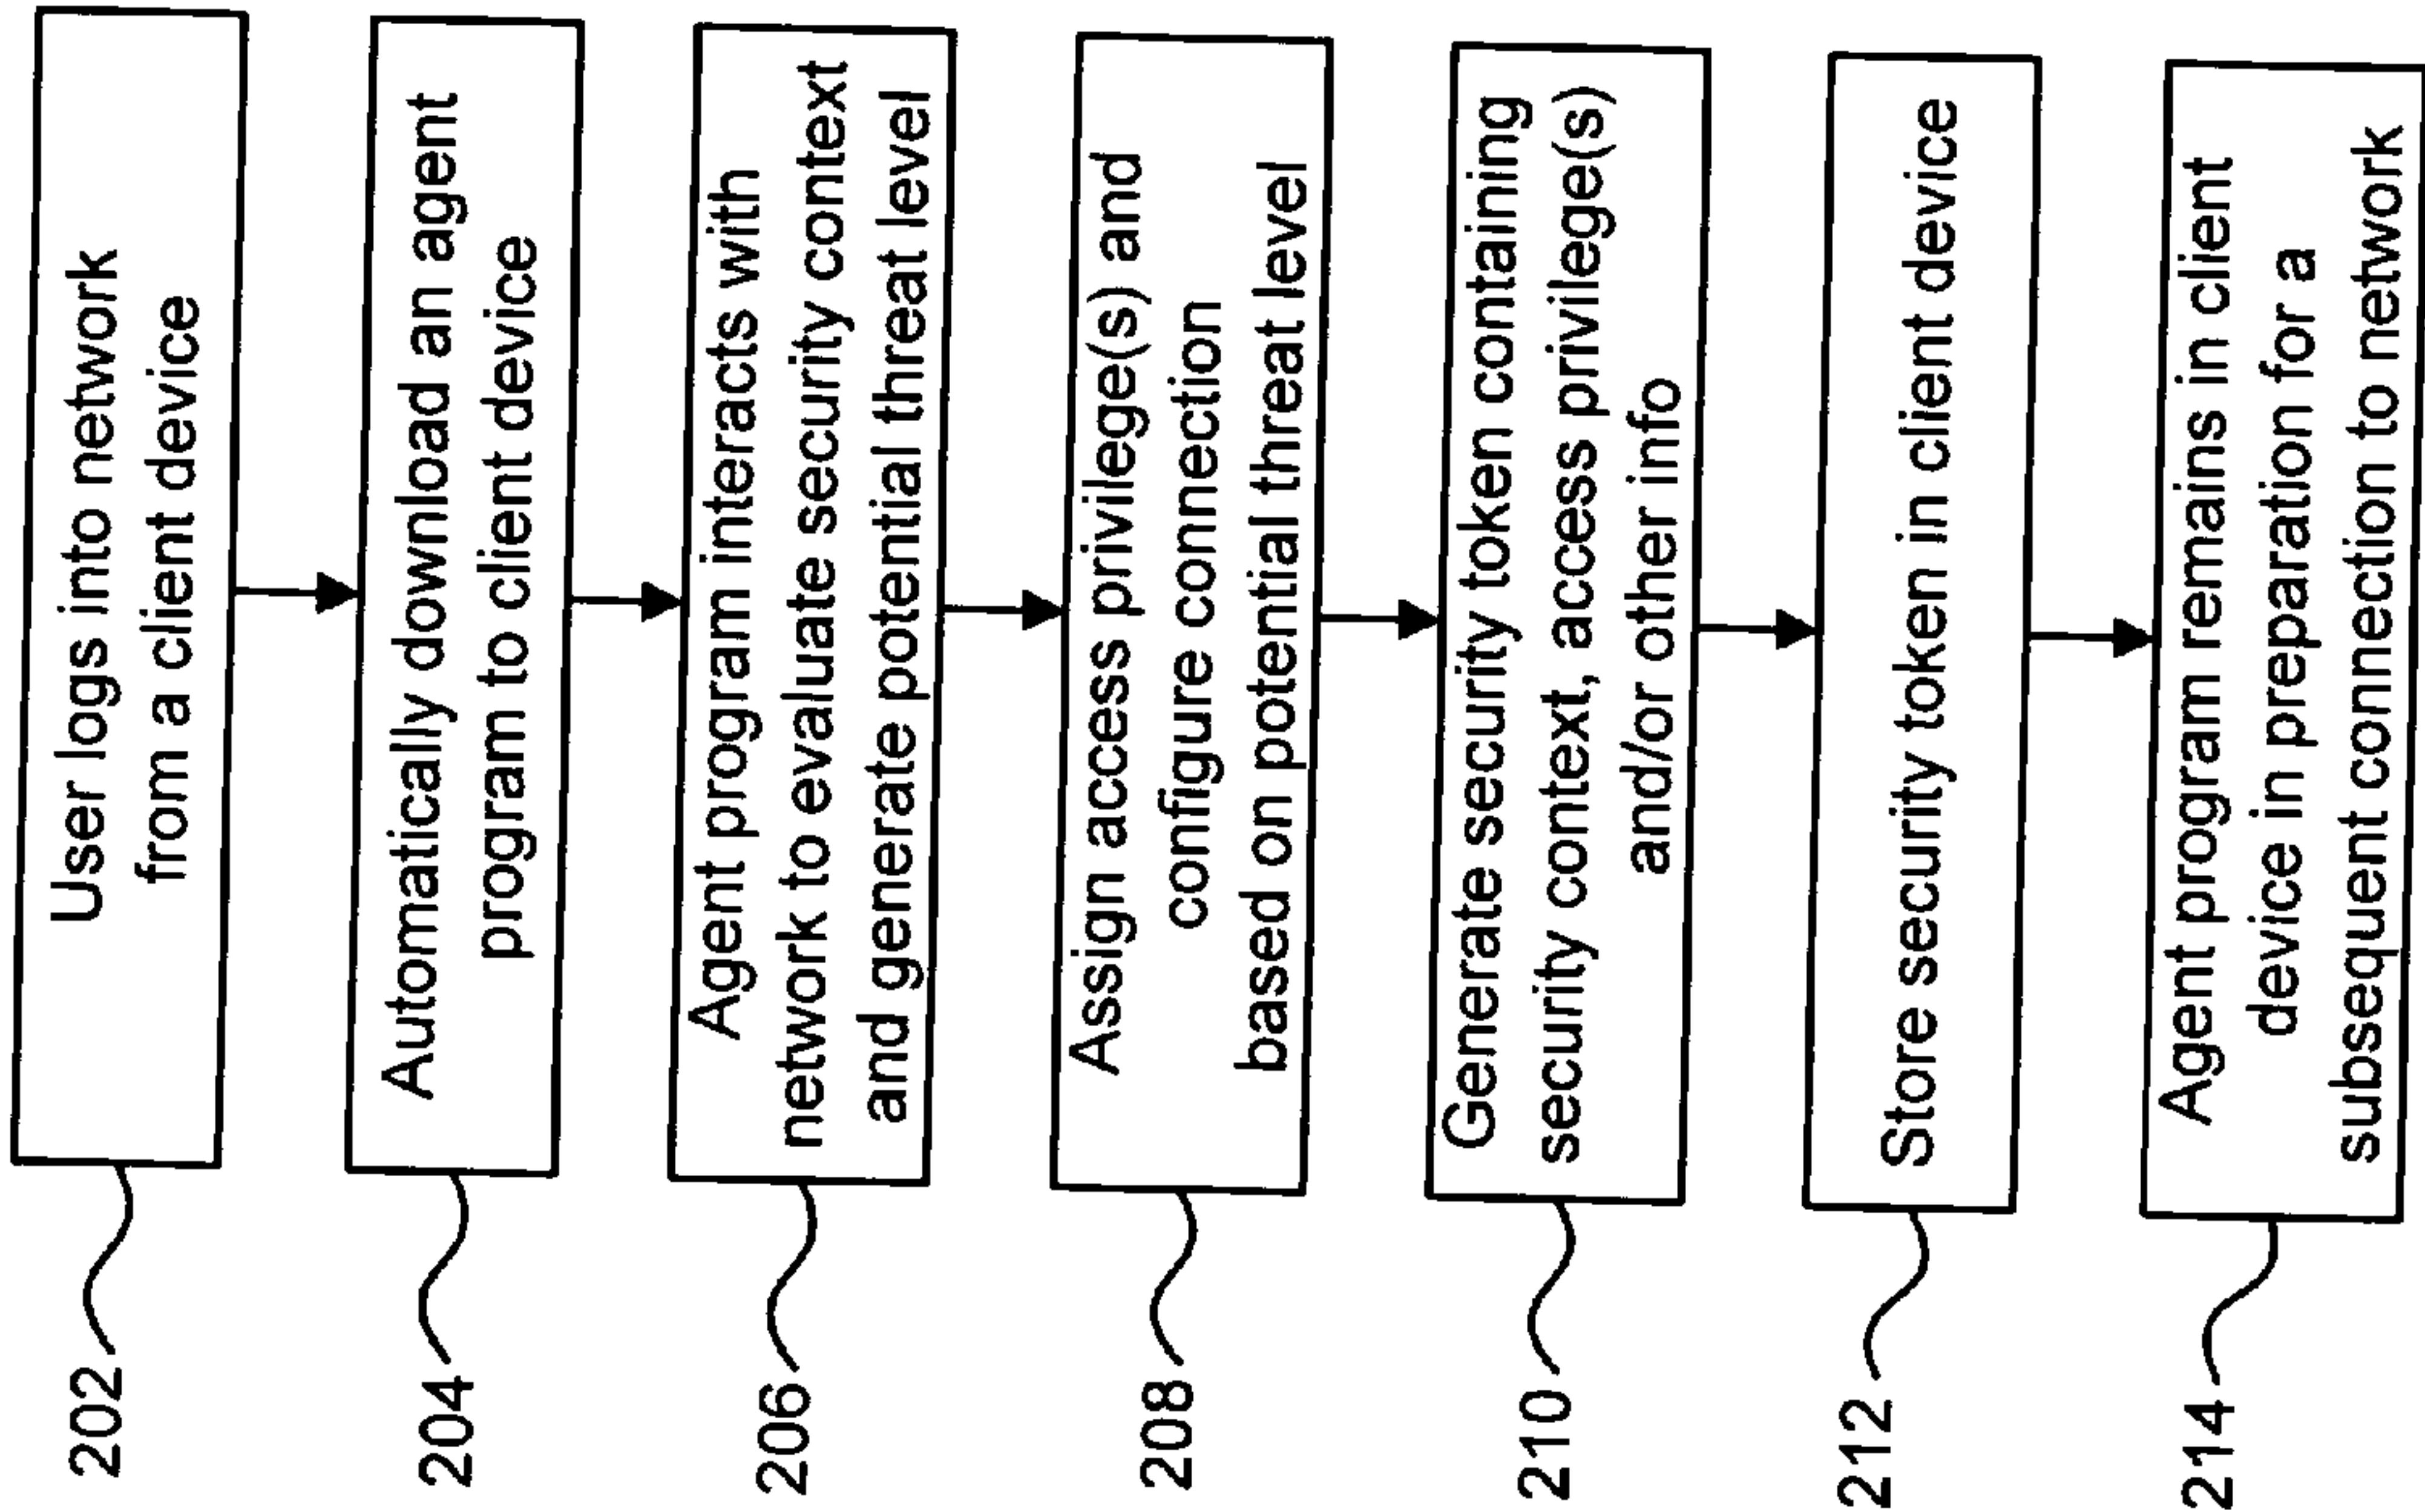 202
User logs into network
from a client device
204
Automatically download an agent
program to client device
206
Agent program interacts with
network to evaluate security context
and generate potential threat level
208
Assign access privilege(s) and
configure connection
based on potential threat level
210
Generate security token containing
security context, access privilege(s)
and/or other info
212
Store security token in client device
214
Agent program remains in client
device in preparation for a
subsequent connection to network